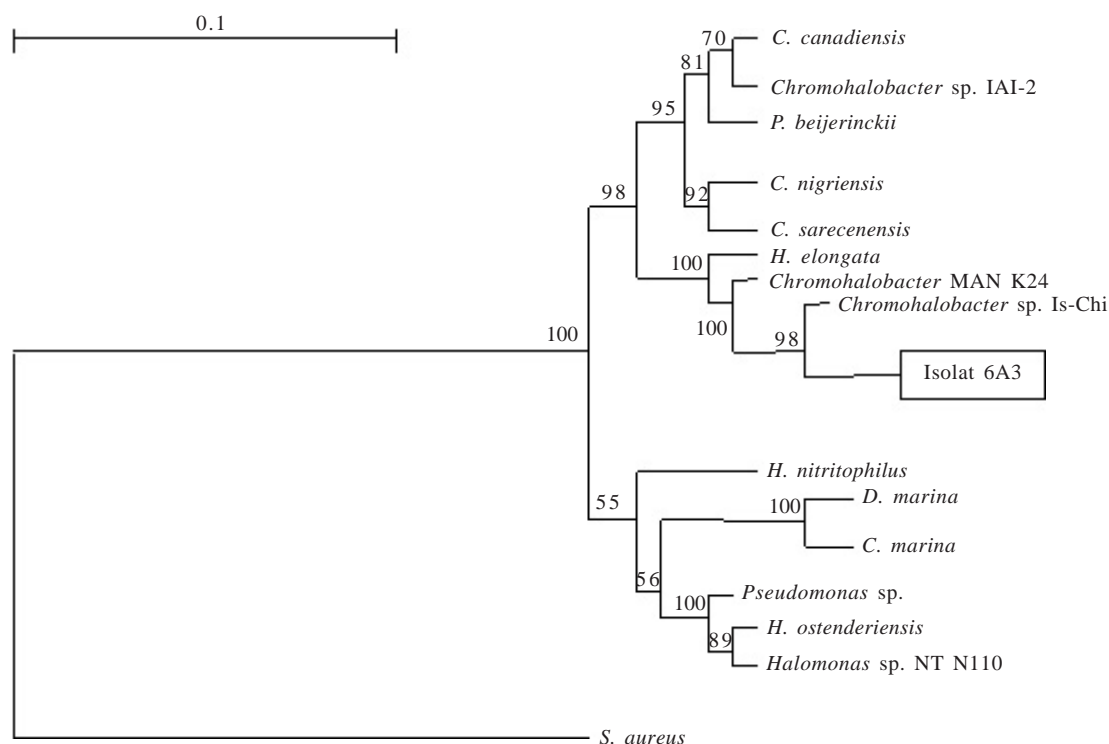 0.1
70
C. canadiensis
81
Chromohalobacter sp. IAI-2
95
P. beijerinckii
98
92
C. nigriensis
C. sarecenensis
100
H. elongata
Chromohalobacter MAN K24
Chromohalobacter sp. Is-Chi
100
100
98
Isolat 6A3
H. nitritophilus
55
100
D. marina
C. marina
56
100
Pseudomonas sp.
89
H. ostenderiensis
Halomonas sp. NT N110
S. aureus